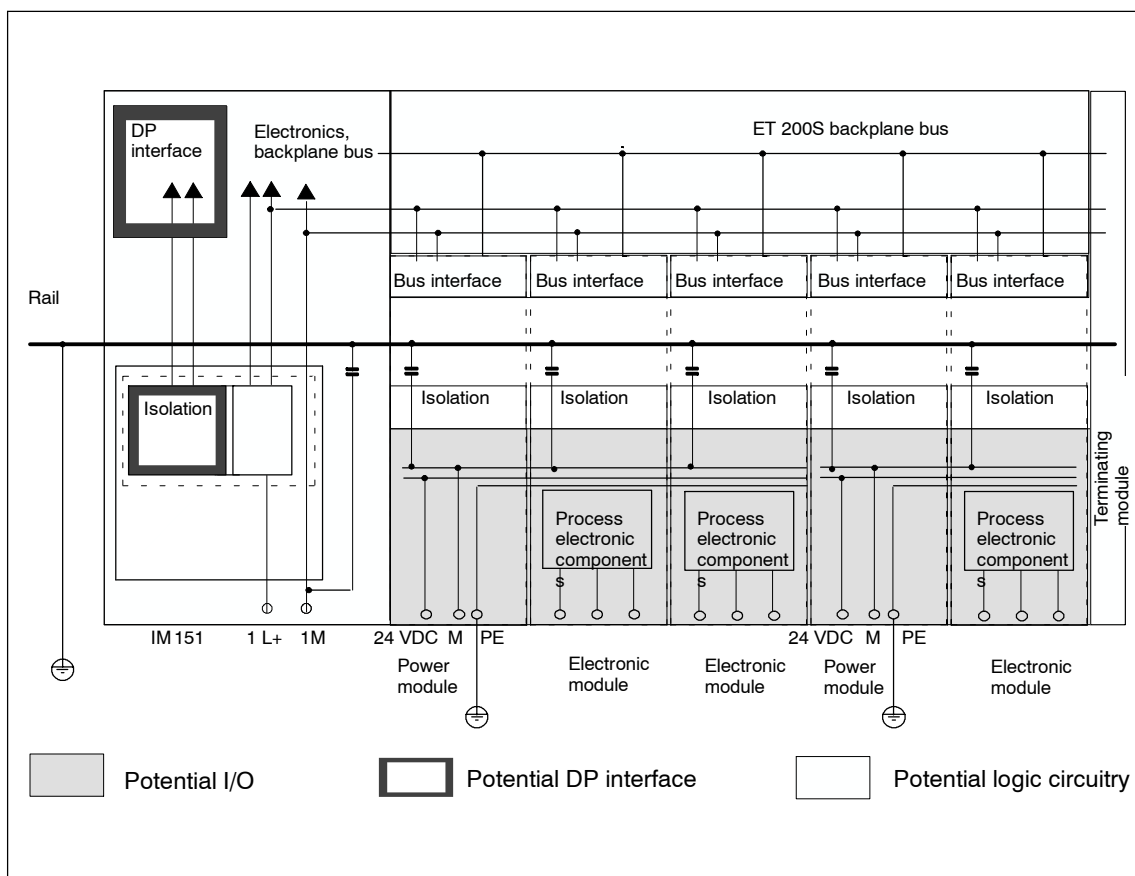 DP
interface
Electronics,
backplane bus
ET 200S backplane bus
Bus interface
Bus interface
Bus interface
Bus interface
Bus interface
Rail
Isolation
Isolation
Isolation
Isolation
Isolation
Isolation
Process
electronic
component
s
Process
electronic
component
s
Process
electronic
component
s
Terminating
module
IM 151
1 L+
1M
24 VDC M PE
24 VDC M PE
Power
module
Electronic
module
Electronic
module
Power
module
Electronic
module
Potential I/O
Potential DP interface
Potential logic circuitry